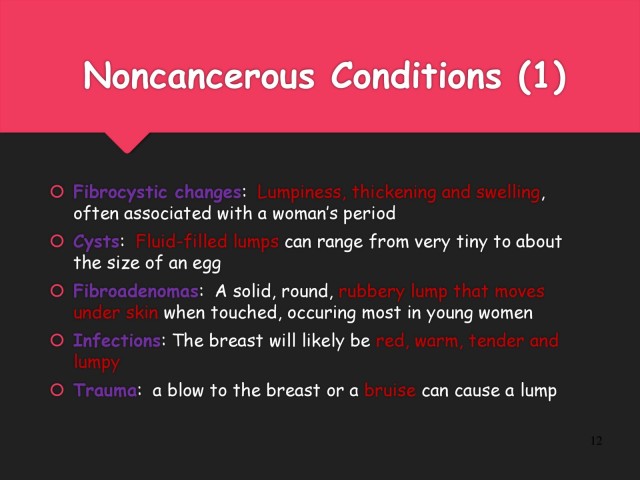 Noncancerous Conditions (1)
Fibrocystic changes:  Lumpiness, thickening and swelling,
often associated with a woman's period
Cysts:  Fluid-filled lumps can range from very tiny to about
the size of an egg
Fibroadenomas:  A solid, round, rubbery lump that moves
under skin when touched, occuring most in young women
Infections: The breast will likely be red, warm, tender and
lumpy
Trauma:  a blow to the breast or a bruise can cause a lump
12